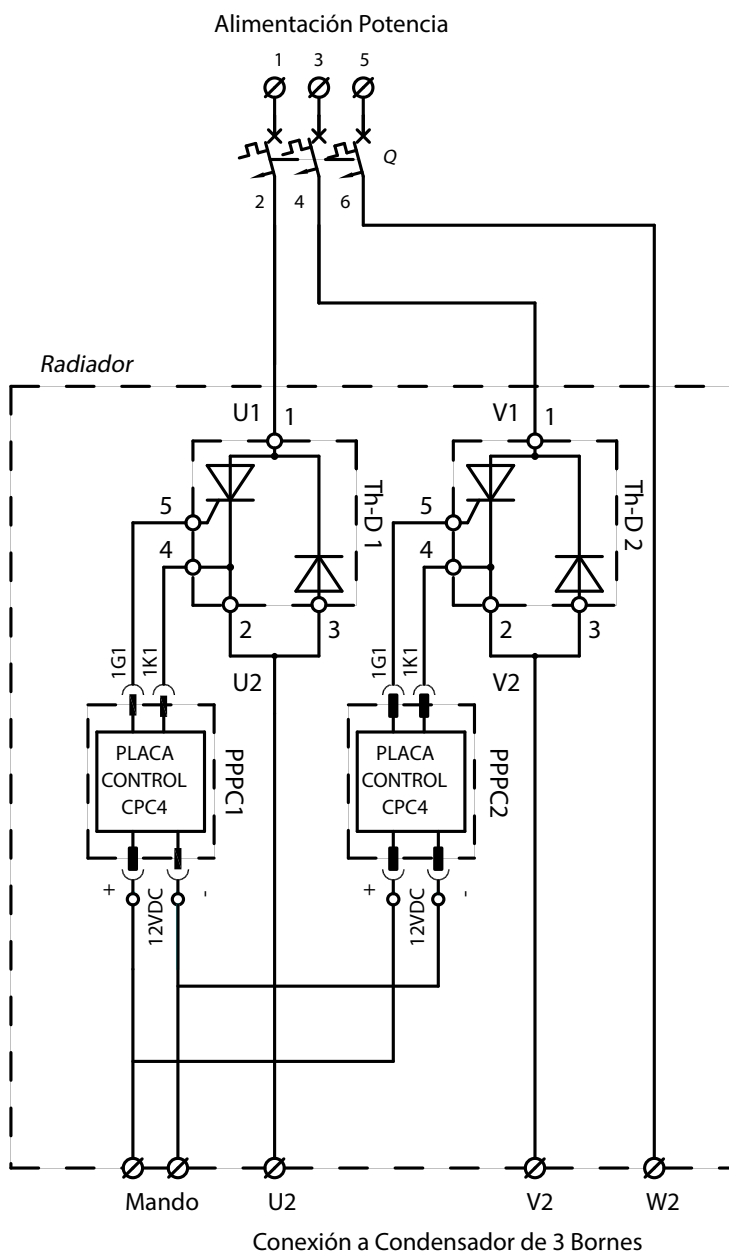 Alimentación Potencia
1 3 5
Q
2 4 6
Radiador
U1 1 V1 1
Th-D 1 Th-D 2
5 5
4 4
2 3 2 3
1G1 1K1 U2 1G1 1K1 V2
PLACA CONTROL CPC4
PPPC1
PLACA CONTROL CPC4
PPPC2
+ 12VDC - + 12VDC -
Mando U2 V2 W2
Conexión a Condensador de 3 Bornes